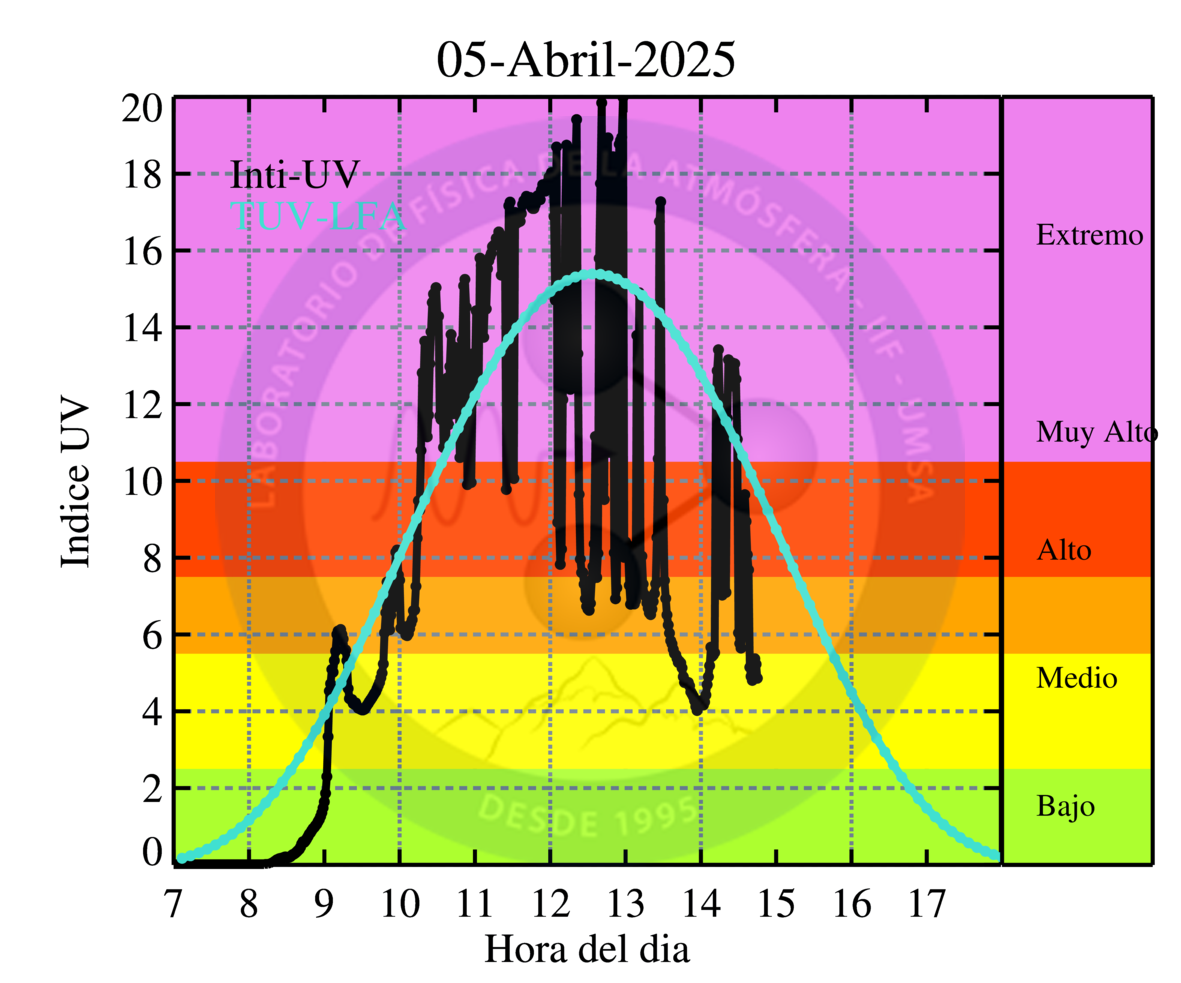 05-Abril-2025
20
18
16
14
12
10
8
6
4
2
0
Indice UV
Inti-UV
TUV-LFA
LABORATORIO DE FÍSICA DE LA ATMÓSFERA - IIF - UMSA
DESDE 1995
Extremo
Muy Alto
Alto
Medio
Bajo
7 8 9 10 11 12 13 14 15 16 17
Hora del dia